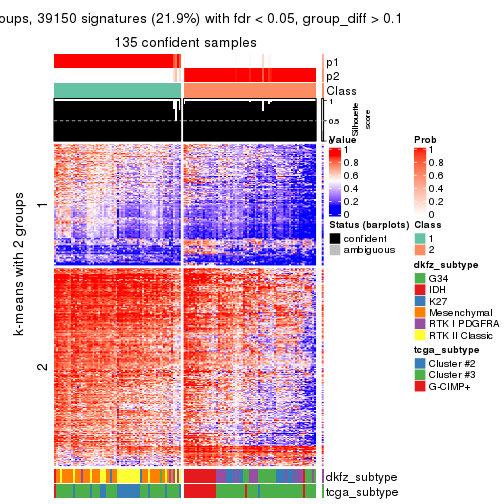 oups, 39150 signatures (21.9%) with fdr < 0.05, group_diff > 0.1
135 confident samples
p1
p2
Class
1
0.5
0
Silhouette
score
k-means with 2 groups
1
2
Value
1
0.8
0.6
0.4
0.2
0
Prob
1
0.8
0.6
0.4
0.2
0
Status (barplots)
confident
ambiguous
Class
1
2
dkfz_subtype
G34
IDH
K27
Mesenchymal
RTK I PDGFRA
RTK II Classic
tcga_subtype
Cluster #2
Cluster #3
G-CIMP+
dkfz_subtype
tcga_subtype